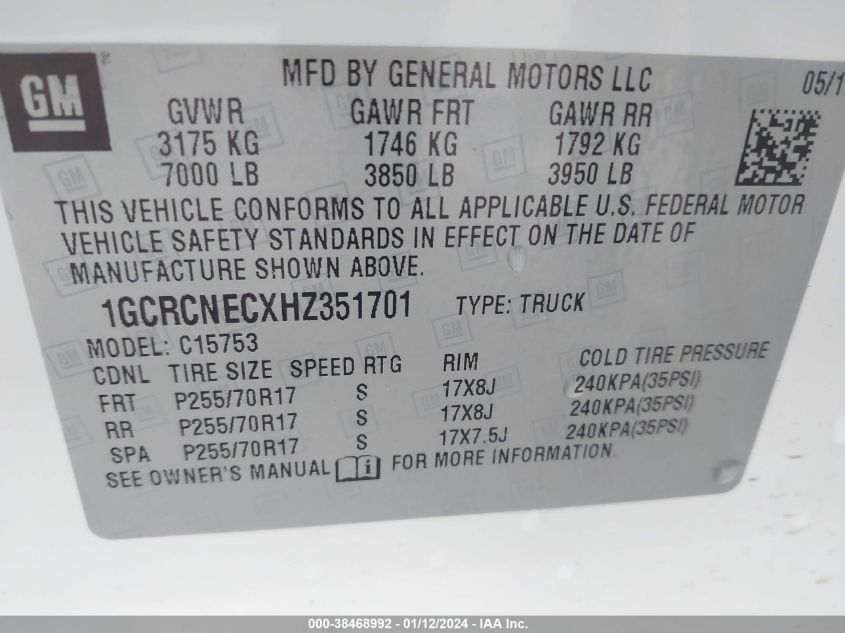 GM
MFD BY GENERAL MOTORS LLC 05/1
GVWR GAWR FRT GAWR RR
3175 KG 1746 KG 1792 KG
7000 LB 3850 LB 3950 LB
THIS VEHICLE CONFORMS TO ALL APPLICABLE U.S. FEDERAL MOTOR
VEHICLE SAFETY STANDARDS IN EFFECT ON THE DATE OF
MANUFACTURE SHOWN ABOVE.
1GCRCNECXHZ351701 TYPE: TRUCK
MODEL: C15753
CDNL TIRE SIZE SPEED RTG RIM COLD TIRE PRESSURE
FRT P255/70R17 S 17X8J 240KPA(35PSI)
RR P255/70R17 S 17X8J 240KPA(35PSI)
SPA P255/70R17 S 17X7.5J 240KPA(35PSI)
SEE OWNER'S MANUAL FOR MORE INFORMATION.
000-38468992 - 01/12/2024 - IAA Inc.